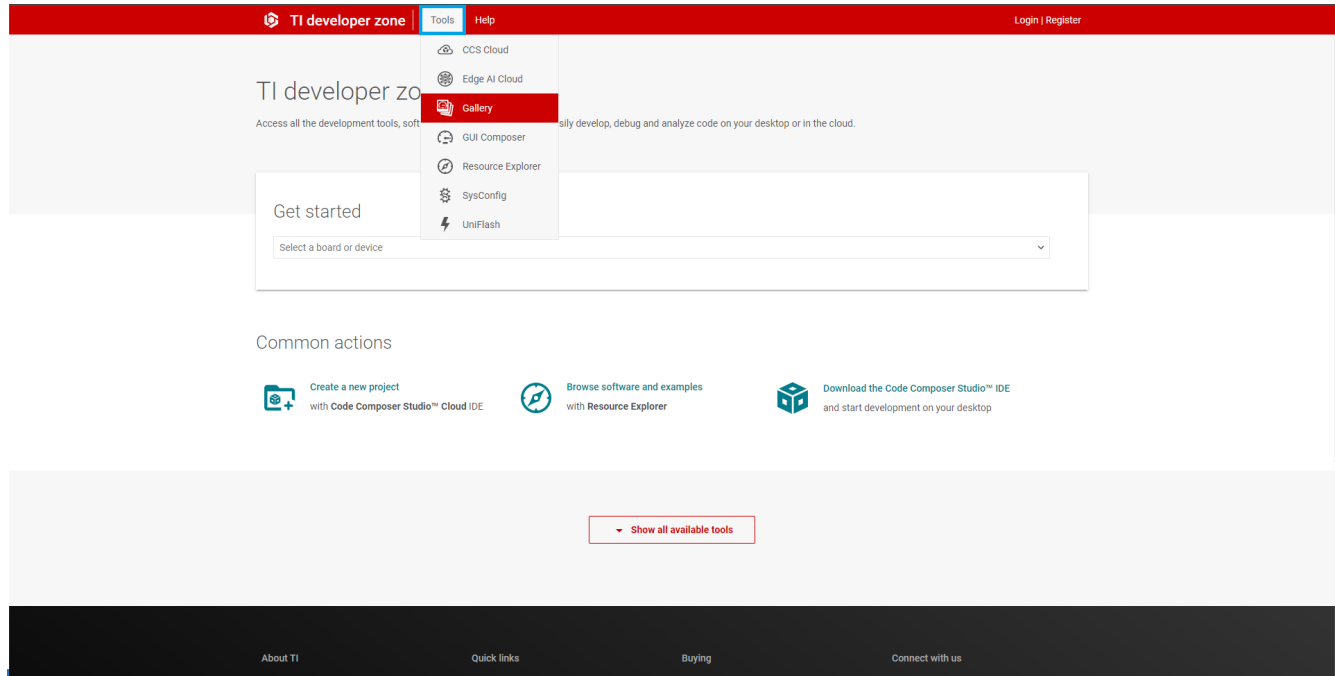 TI developer zone
Tools
Help
Login | Register
CCS Cloud
Edge AI Cloud
Gallery
GUI Composer
Resource Explorer
SysConfig
UniFlash
TI developer zo
Access all the development tools, soft sily develop, debug and analyze code on your desktop or in the cloud.
Get started
Select a board or device
Common actions
Create a new project
with Code Composer Studio™ Cloud IDE
Browse software and examples
with Resource Explorer
Download the Code Composer Studio™ IDE
and start development on your desktop
Show all available tools
About TI
Quick links
Buying
Connect with us